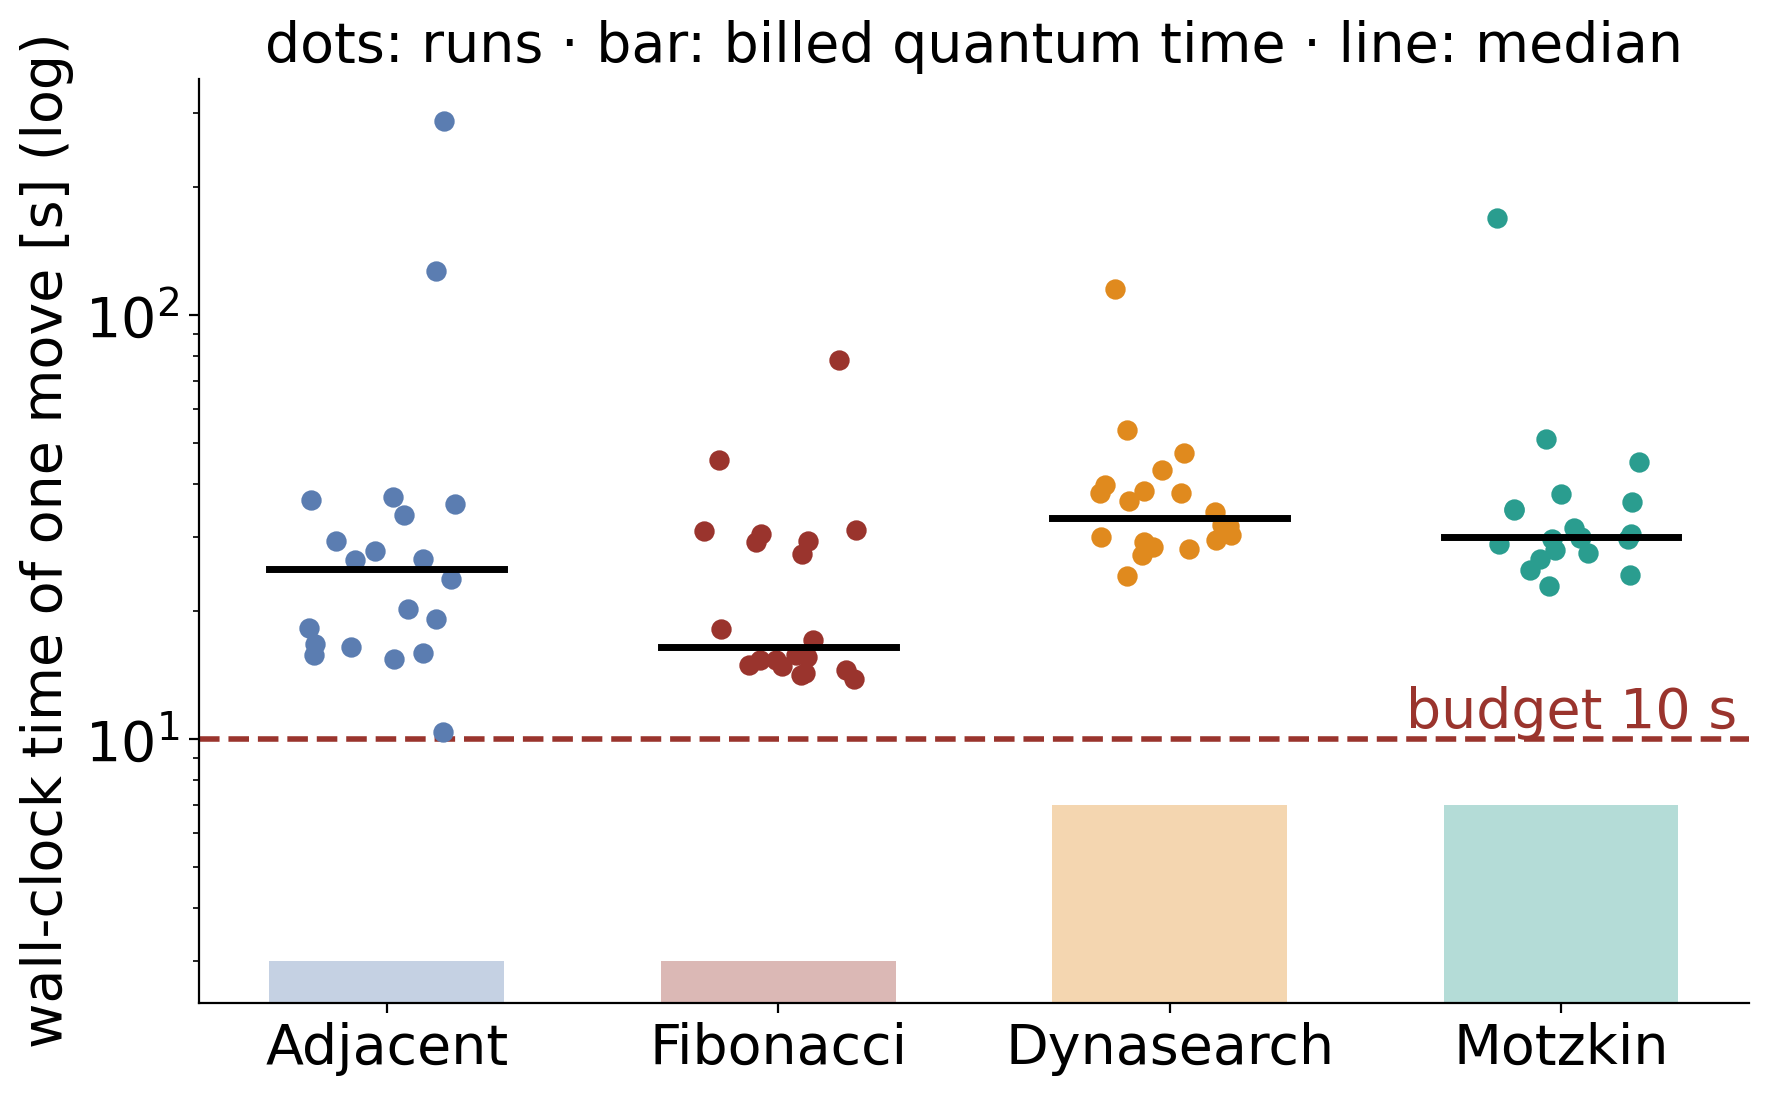 dots: runs · bar: billed quantum time · line: median
wall-clock time of one move [s] (log)
10²
10¹
budget 10 s
Adjacent
Fibonacci
Dynasearch
Motzkin